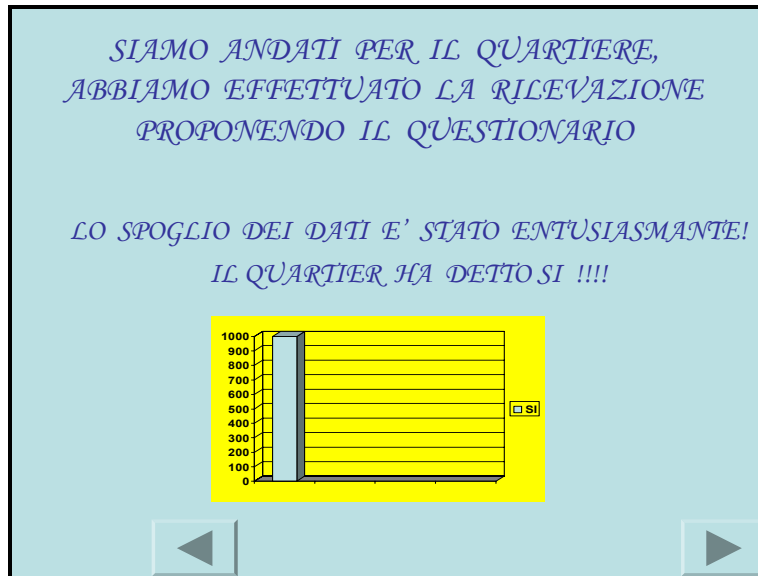 SIAMO ANDATI PER IL QUARTIERE,
ABBIAMO EFFETTUATO LA RILEVAZIONE
PROPONENDO IL QUESTIONARIO
LO SPOGLIO DEI DATI E' STATO ENTUSIASMANTE!
IL QUARTIER HA DETTO SI !!!!
1000
900
800
700
600
500
400
300
200
100
0
SI